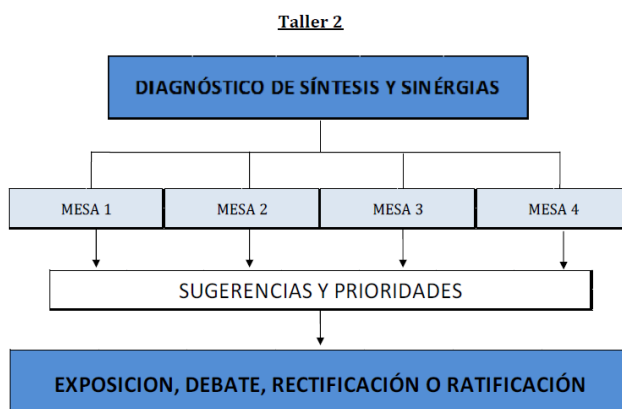 Taller 2
DIAGNÓSTICO DE SÍNTESIS Y SINÉRGIAS
MESA 1
MESA 2
MESA 3
MESA 4
SUGERENCIAS Y PRIORIDADES
EXPOSICION, DEBATE, RECTIFICACIÓN O RATIFICACIÓN